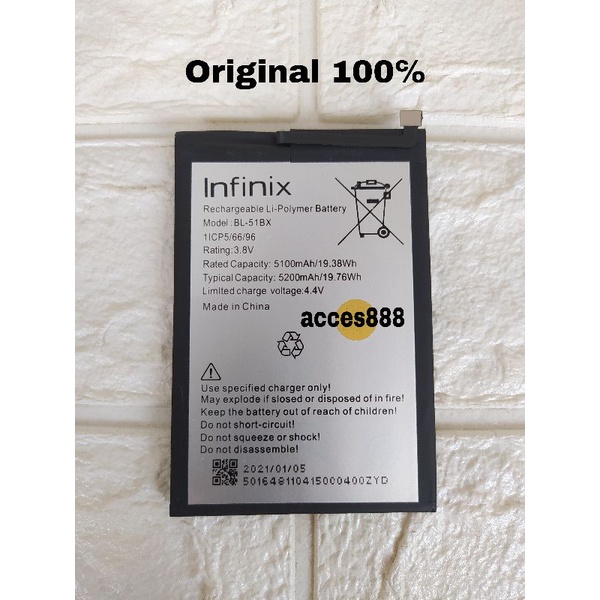 Original 100%
Infinix
Rechargeable Li-Polymer Battery
Model:BL-51BX
1ICP5/66/96
Rating:3.8V
Rated Capacity: 5100mAh/19.38Wh
Typical Capacity: 5200mAh/19.76Wh
Limited charge voltage:4.4V
Made in China
acces888
Use specified charger only!
May explode if slashed or disposed of in fire!
Keep the battery out of reach of children!
Do not short-circuit!
Do not squeeze or shock!
Do not disassemble!
2021/01/05
50164811041500040​0ZYD